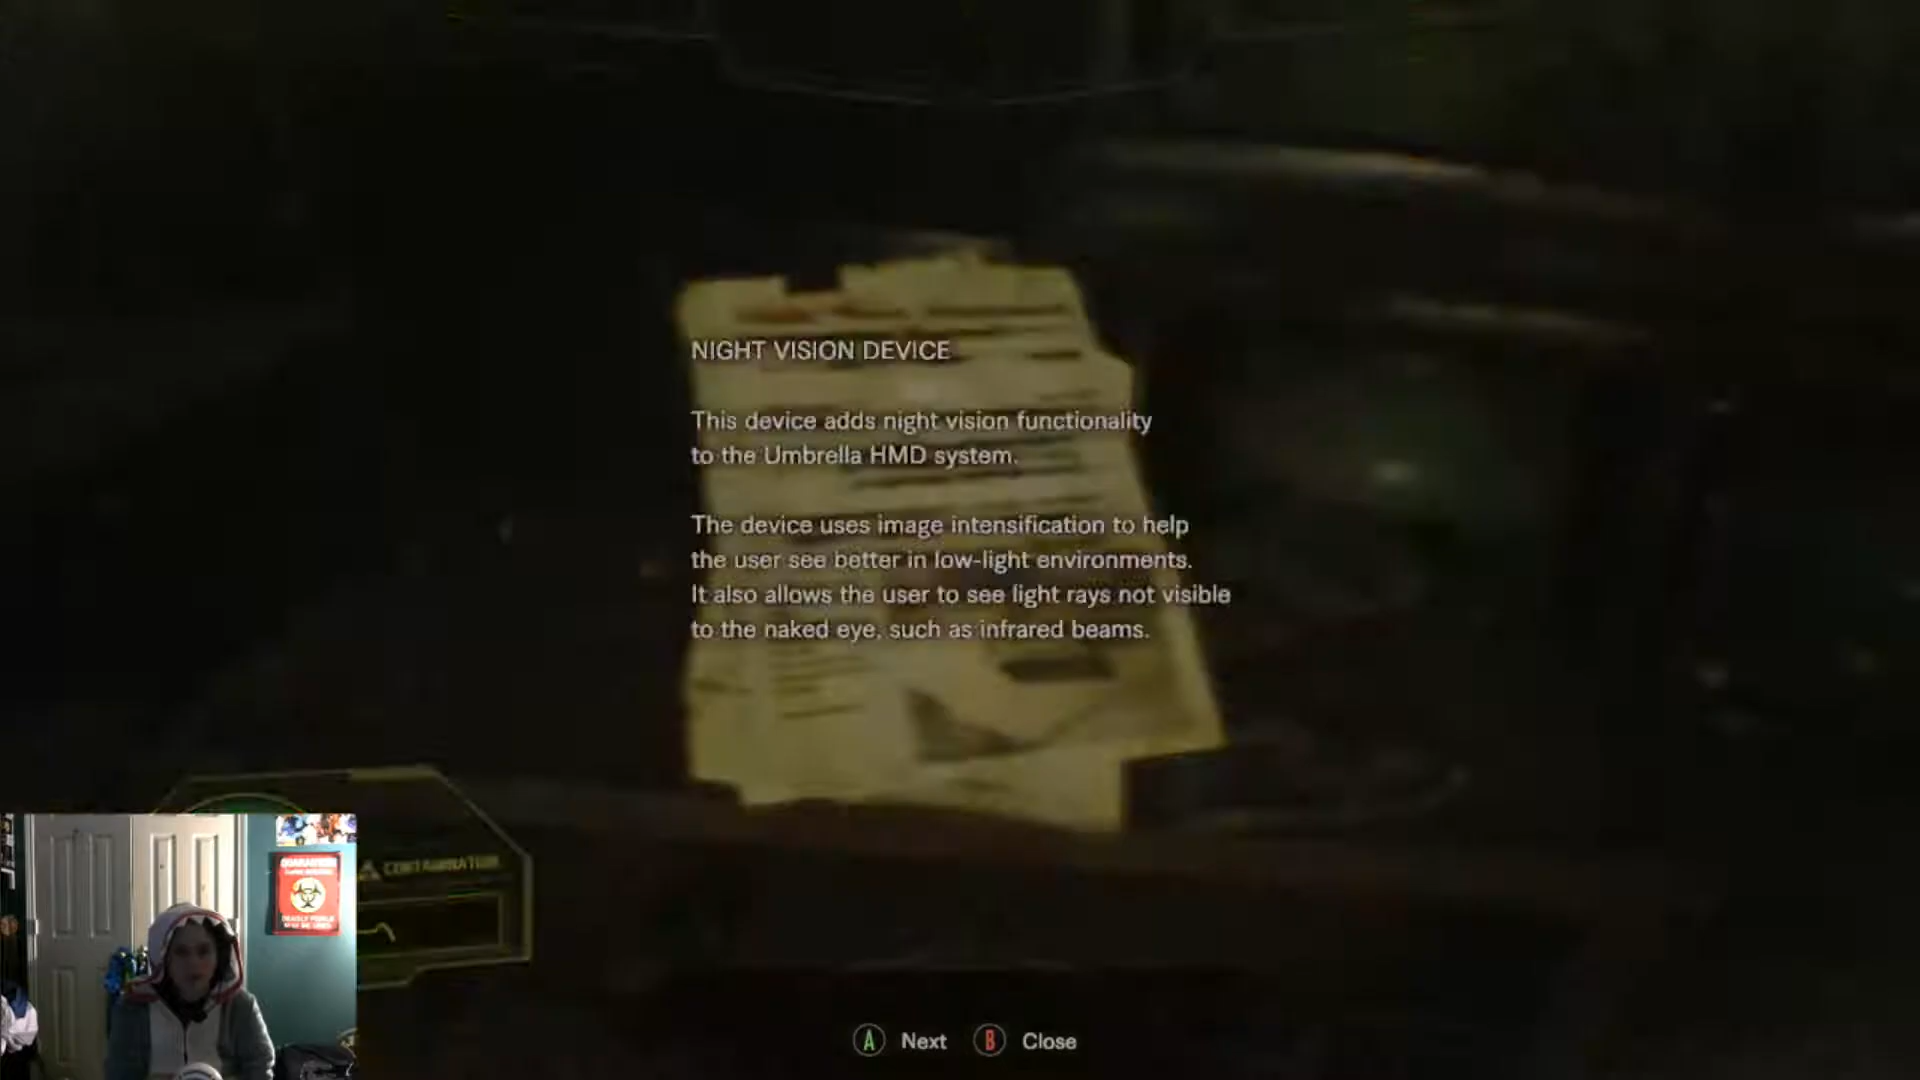 NIGHT VISION DEVICE
This device adds night vision functionality
to the Umbrella HMD system.
The device uses image intensification to help
the user see better in low-light environments.
It also allows the user to see light rays not visible
to the naked eye, such as infrared beams.
CONTAMINATION
QUARANTINE
A Next B Close